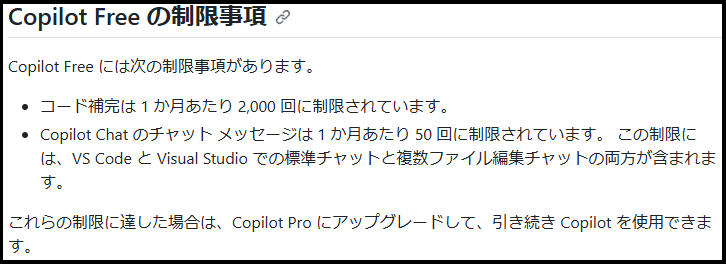 Copilot Free の制限事項
Copilot Free には次の制限事項があります。
コード補完は 1 か月あたり 2,000 回に制限されています。
Copilot Chat のチャット メッセージは 1 か月あたり 50 回に制限されています。 この制限に
は、VS Code と Visual Studio での標準チャットと複数ファイル編集チャットの両方が含まれま
す。
これらの制限に達した場合は、Copilot Pro にアップグレードして、引き続き Copilot を使用できま
す。